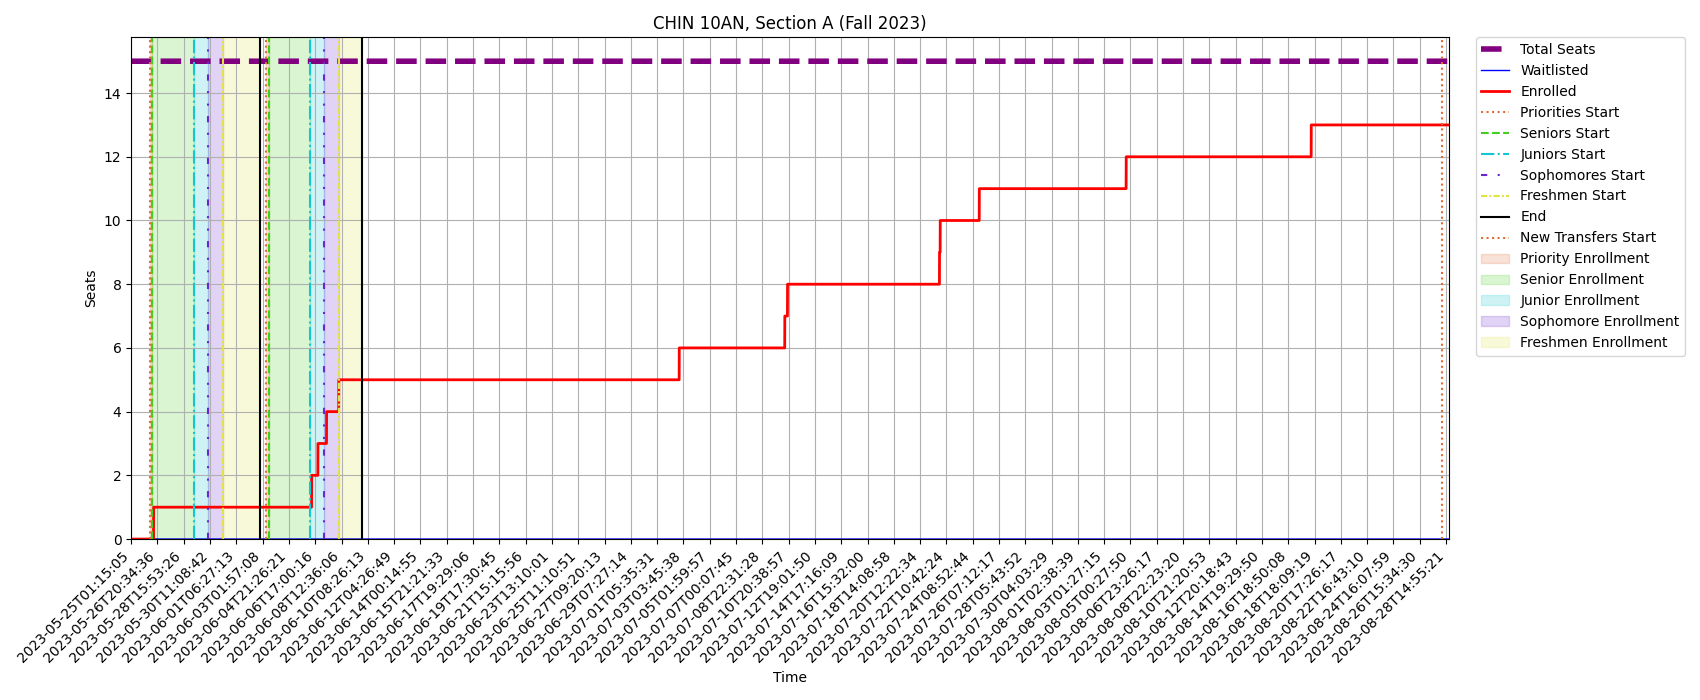 CHIN 10AN, Section A (Fall 2023)
Seats
14
12
10
8
6
4
2
0
2023-05-25T01:15:05
2023-05-26T20:34:36
2023-05-28T15:53:26
2023-05-30T11:08:42
2023-06-01T06:27:13
2023-06-03T01:57:08
2023-06-04T21:26:21
2023-06-06T17:00:16
2023-06-08T12:36:06
2023-06-10T08:26:13
2023-06-12T04:26:49
2023-06-14T00:14:55
2023-06-15T21:21:33
2023-06-17T19:29:06
2023-06-19T17:30:45
2023-06-21T15:15:56
2023-06-23T13:10:01
2023-06-25T11:10:51
2023-06-27T09:20:13
2023-06-29T07:27:14
2023-07-01T05:35:31
2023-07-03T03:45:38
2023-07-05T01:59:57
2023-07-07T00:07:45
2023-07-08T22:31:28
2023-07-10T20:38:57
2023-07-12T19:01:50
2023-07-14T17:16:09
2023-07-16T15:32:00
2023-07-18T14:08:58
2023-07-20T12:22:34
2023-07-22T10:42:24
2023-07-24T08:52:44
2023-07-26T07:12:17
2023-07-28T05:43:52
2023-07-30T04:03:29
2023-08-01T02:38:39
2023-08-03T01:27:15
2023-08-05T00:27:50
2023-08-06T23:26:17
2023-08-08T22:23:20
2023-08-10T21:20:53
2023-08-12T20:18:43
2023-08-14T19:29:50
2023-08-16T18:50:08
2023-08-18T18:09:19
2023-08-20T17:26:17
2023-08-22T16:43:10
2023-08-24T16:07:59
2023-08-26T15:34:30
2023-08-28T14:55:21
Time
Total Seats
Waitlisted
Enrolled
Priorities Start
Seniors Start
Juniors Start
Sophomores Start
Freshmen Start
End
New Transfers Start
Priority Enrollment
Senior Enrollment
Junior Enrollment
Sophomore Enrollment
Freshmen Enrollment